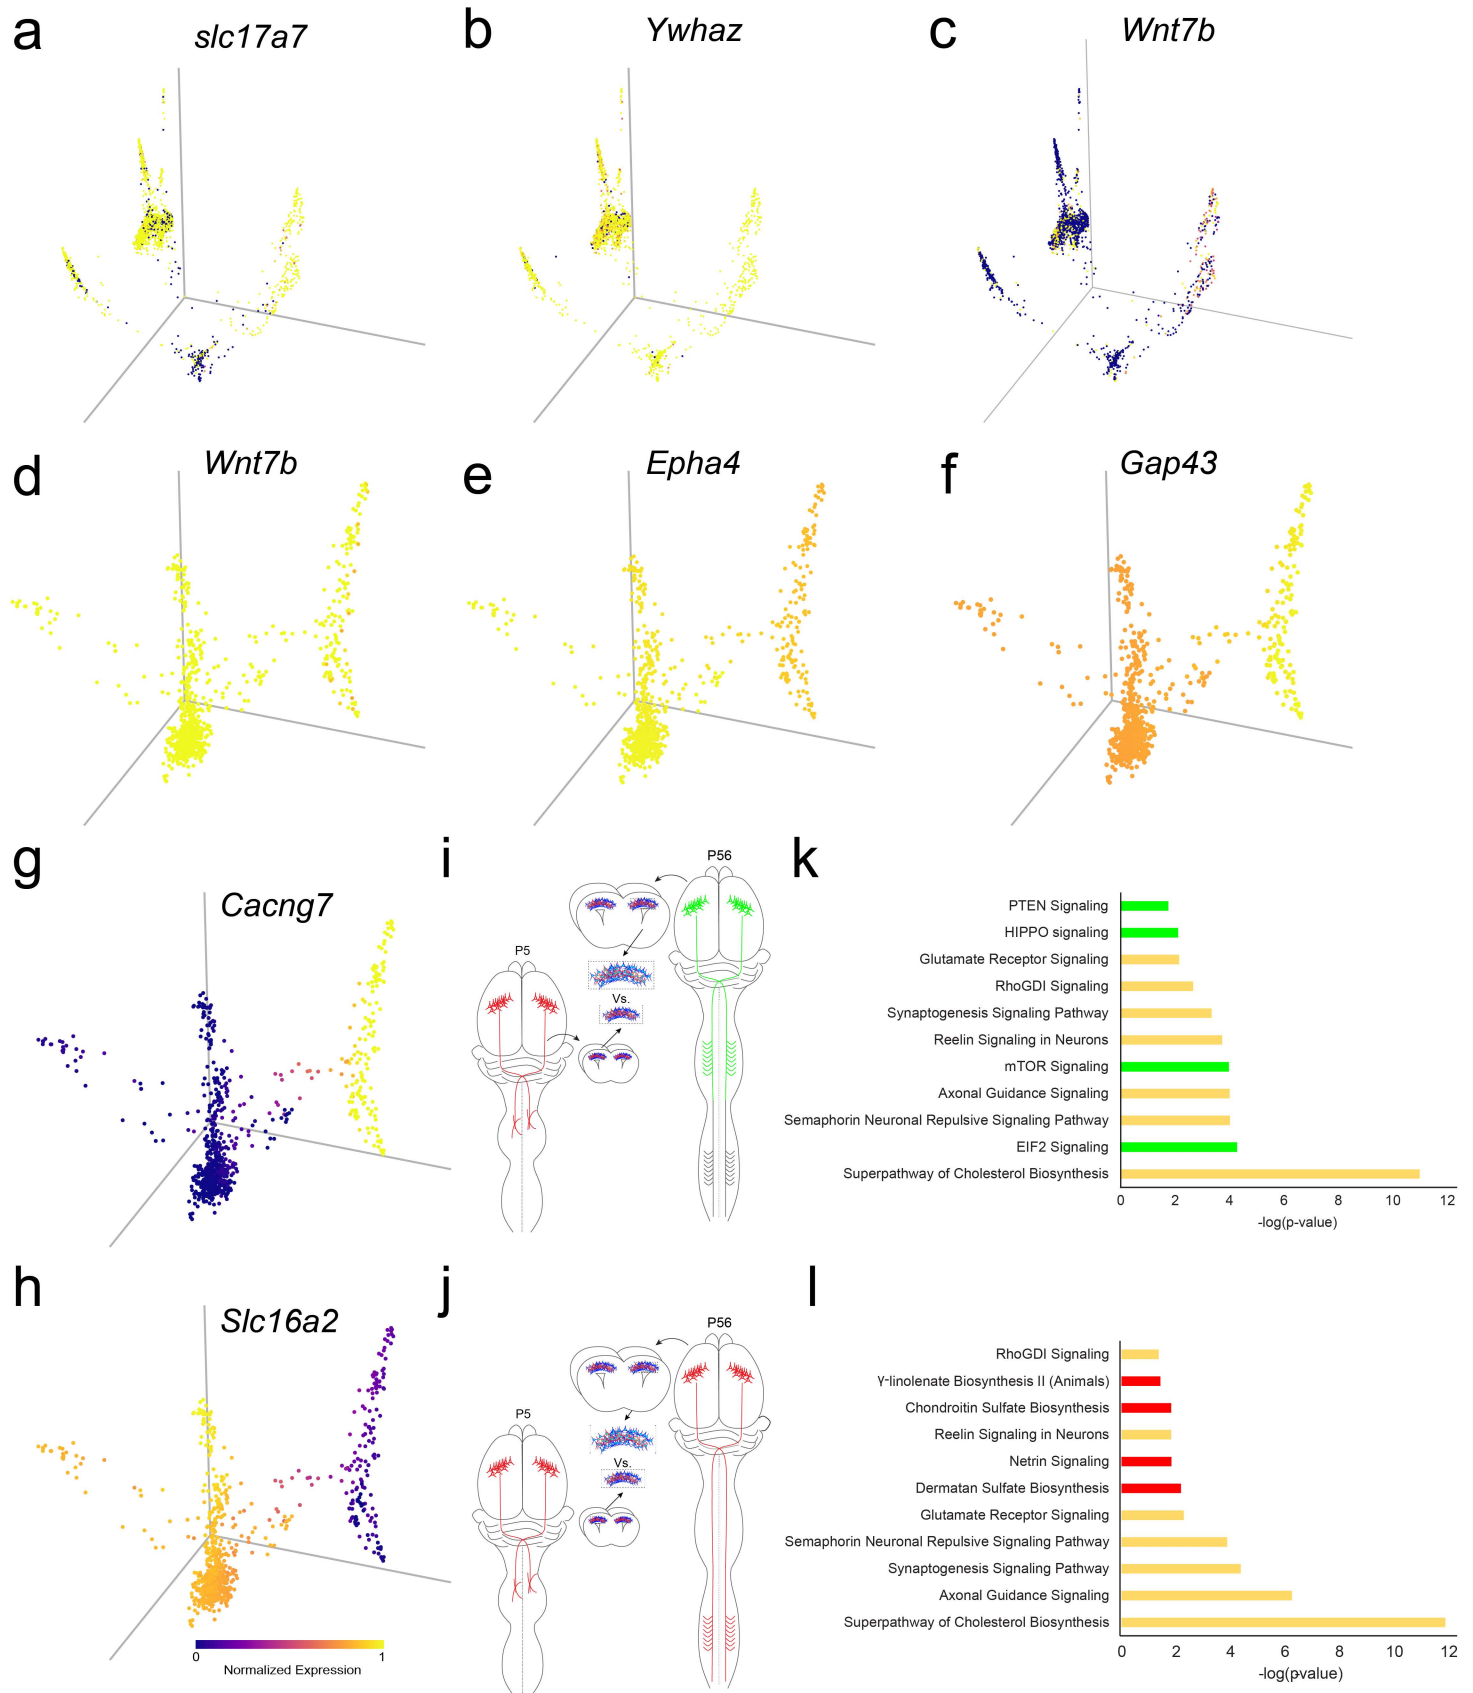 a
slc17a7
b
Ywhaz
c
Wnt7b
d
Wnt7b
e
Epha4
f
Gap43
g
Cacng7
h
Slc16a2
0
1
Normalized Expression
i
P5
P56
Vs.
j
P5
P56
Vs.
k
PTEN Signaling
HIPPO signaling
Glutamate Receptor Signaling
RhoGDI Signaling
Synaptogenesis Signaling Pathway
Reelin Signaling in Neurons
mTOR Signaling
Axonal Guidance Signaling
Semaphorin Neuronal Repulsive Signaling Pathway
EIF2 Signaling
Superpathway of Cholesterol Biosynthesis
0 2 4 6 8 10 12
-log(p-value)
l
RhoGDI Signaling
γ-linolenate Biosynthesis II (Animals)
Chondroitin Sulfate Biosynthesis
Reelin Signaling in Neurons
Netrin Signaling
Dermatan Sulfate Biosynthesis
Glutamate Receptor Signaling
Semaphorin Neuronal Repulsive Signaling Pathway
Synaptogenesis Signaling Pathway
Axonal Guidance Signaling
Superpathway of Cholesterol Biosynthesis
0 2 4 6 8 10 12
-log(p-value)